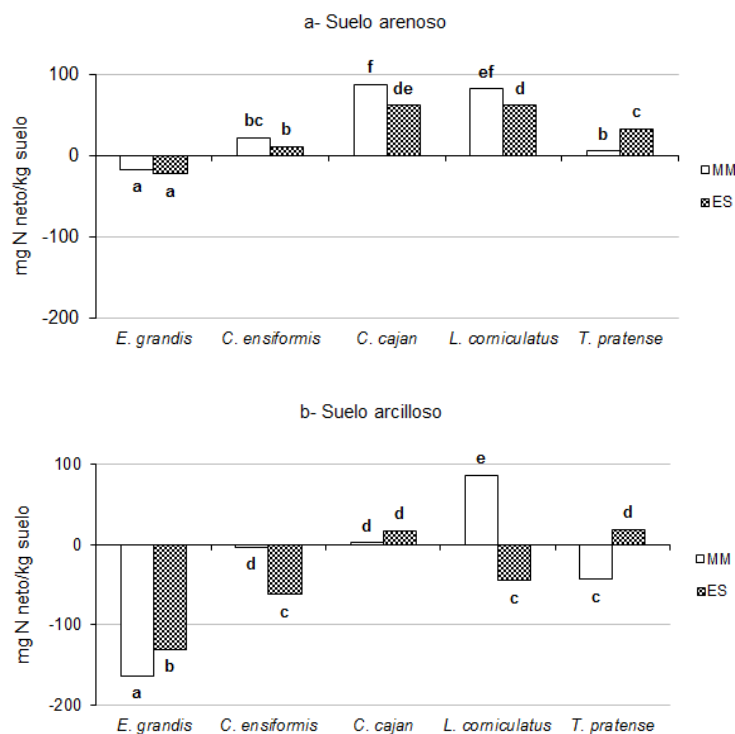 a- Suelo arenoso
mg N neto/kg suelo
100
0
-100
-200
f
ef
de
d
bc
b
c
b
a
a
MM
ES
E. grandis C. ensiformis C. cajan L. corniculatus T. pratense
b- Suelo arcilloso
mg N neto/kg suelo
100
0
-100
-200
e
d
d
d
d
c
c
c
b
a
MM
ES
E. grandis C. ensiformis C. cajan L. corniculatus T. pratense